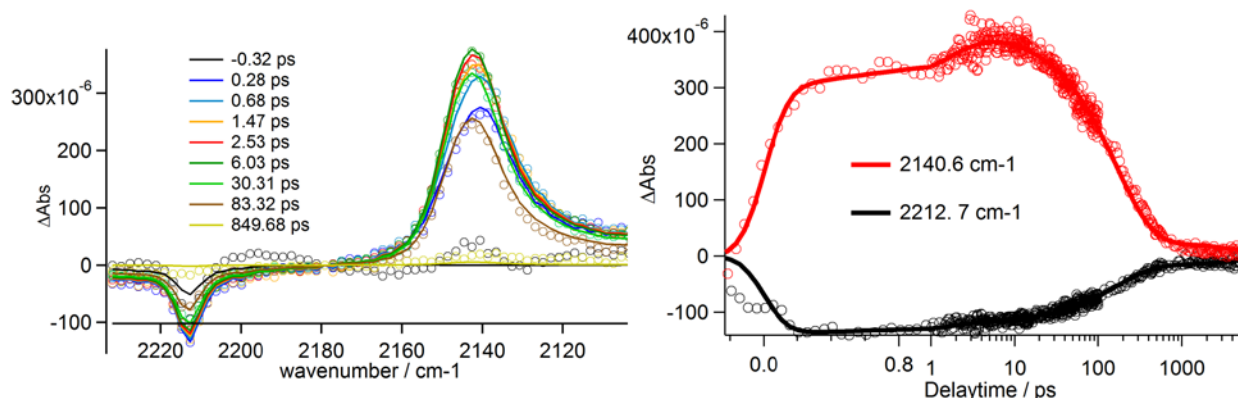 -0.32 ps
0.28 ps
0.68 ps
1.47 ps
2.53 ps
6.03 ps
30.31 ps
83.32 ps
849.68 ps
300x10-6
200
100
0
-100
ΔAbs
2220 2200 2180 2160 2140 2120
wavenumber / cm-1
400x10-6
300
200
100
0
-100
ΔAbs
2140.6 cm-1
2212. 7 cm-1
0.0 0.8 1 10 100 1000
Delaytime / ps